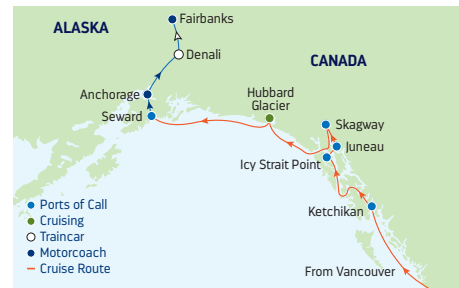 Fairbanks
ALASKA
Denali
CANADA
Anchorage
Hubbard
Glacier
Seward
Skagway
Juneau
Icy Strait Point
Ports of Call
Cruising
Ketchikan
Traincar
Motorcoach
Cruise Route
From Vancouver